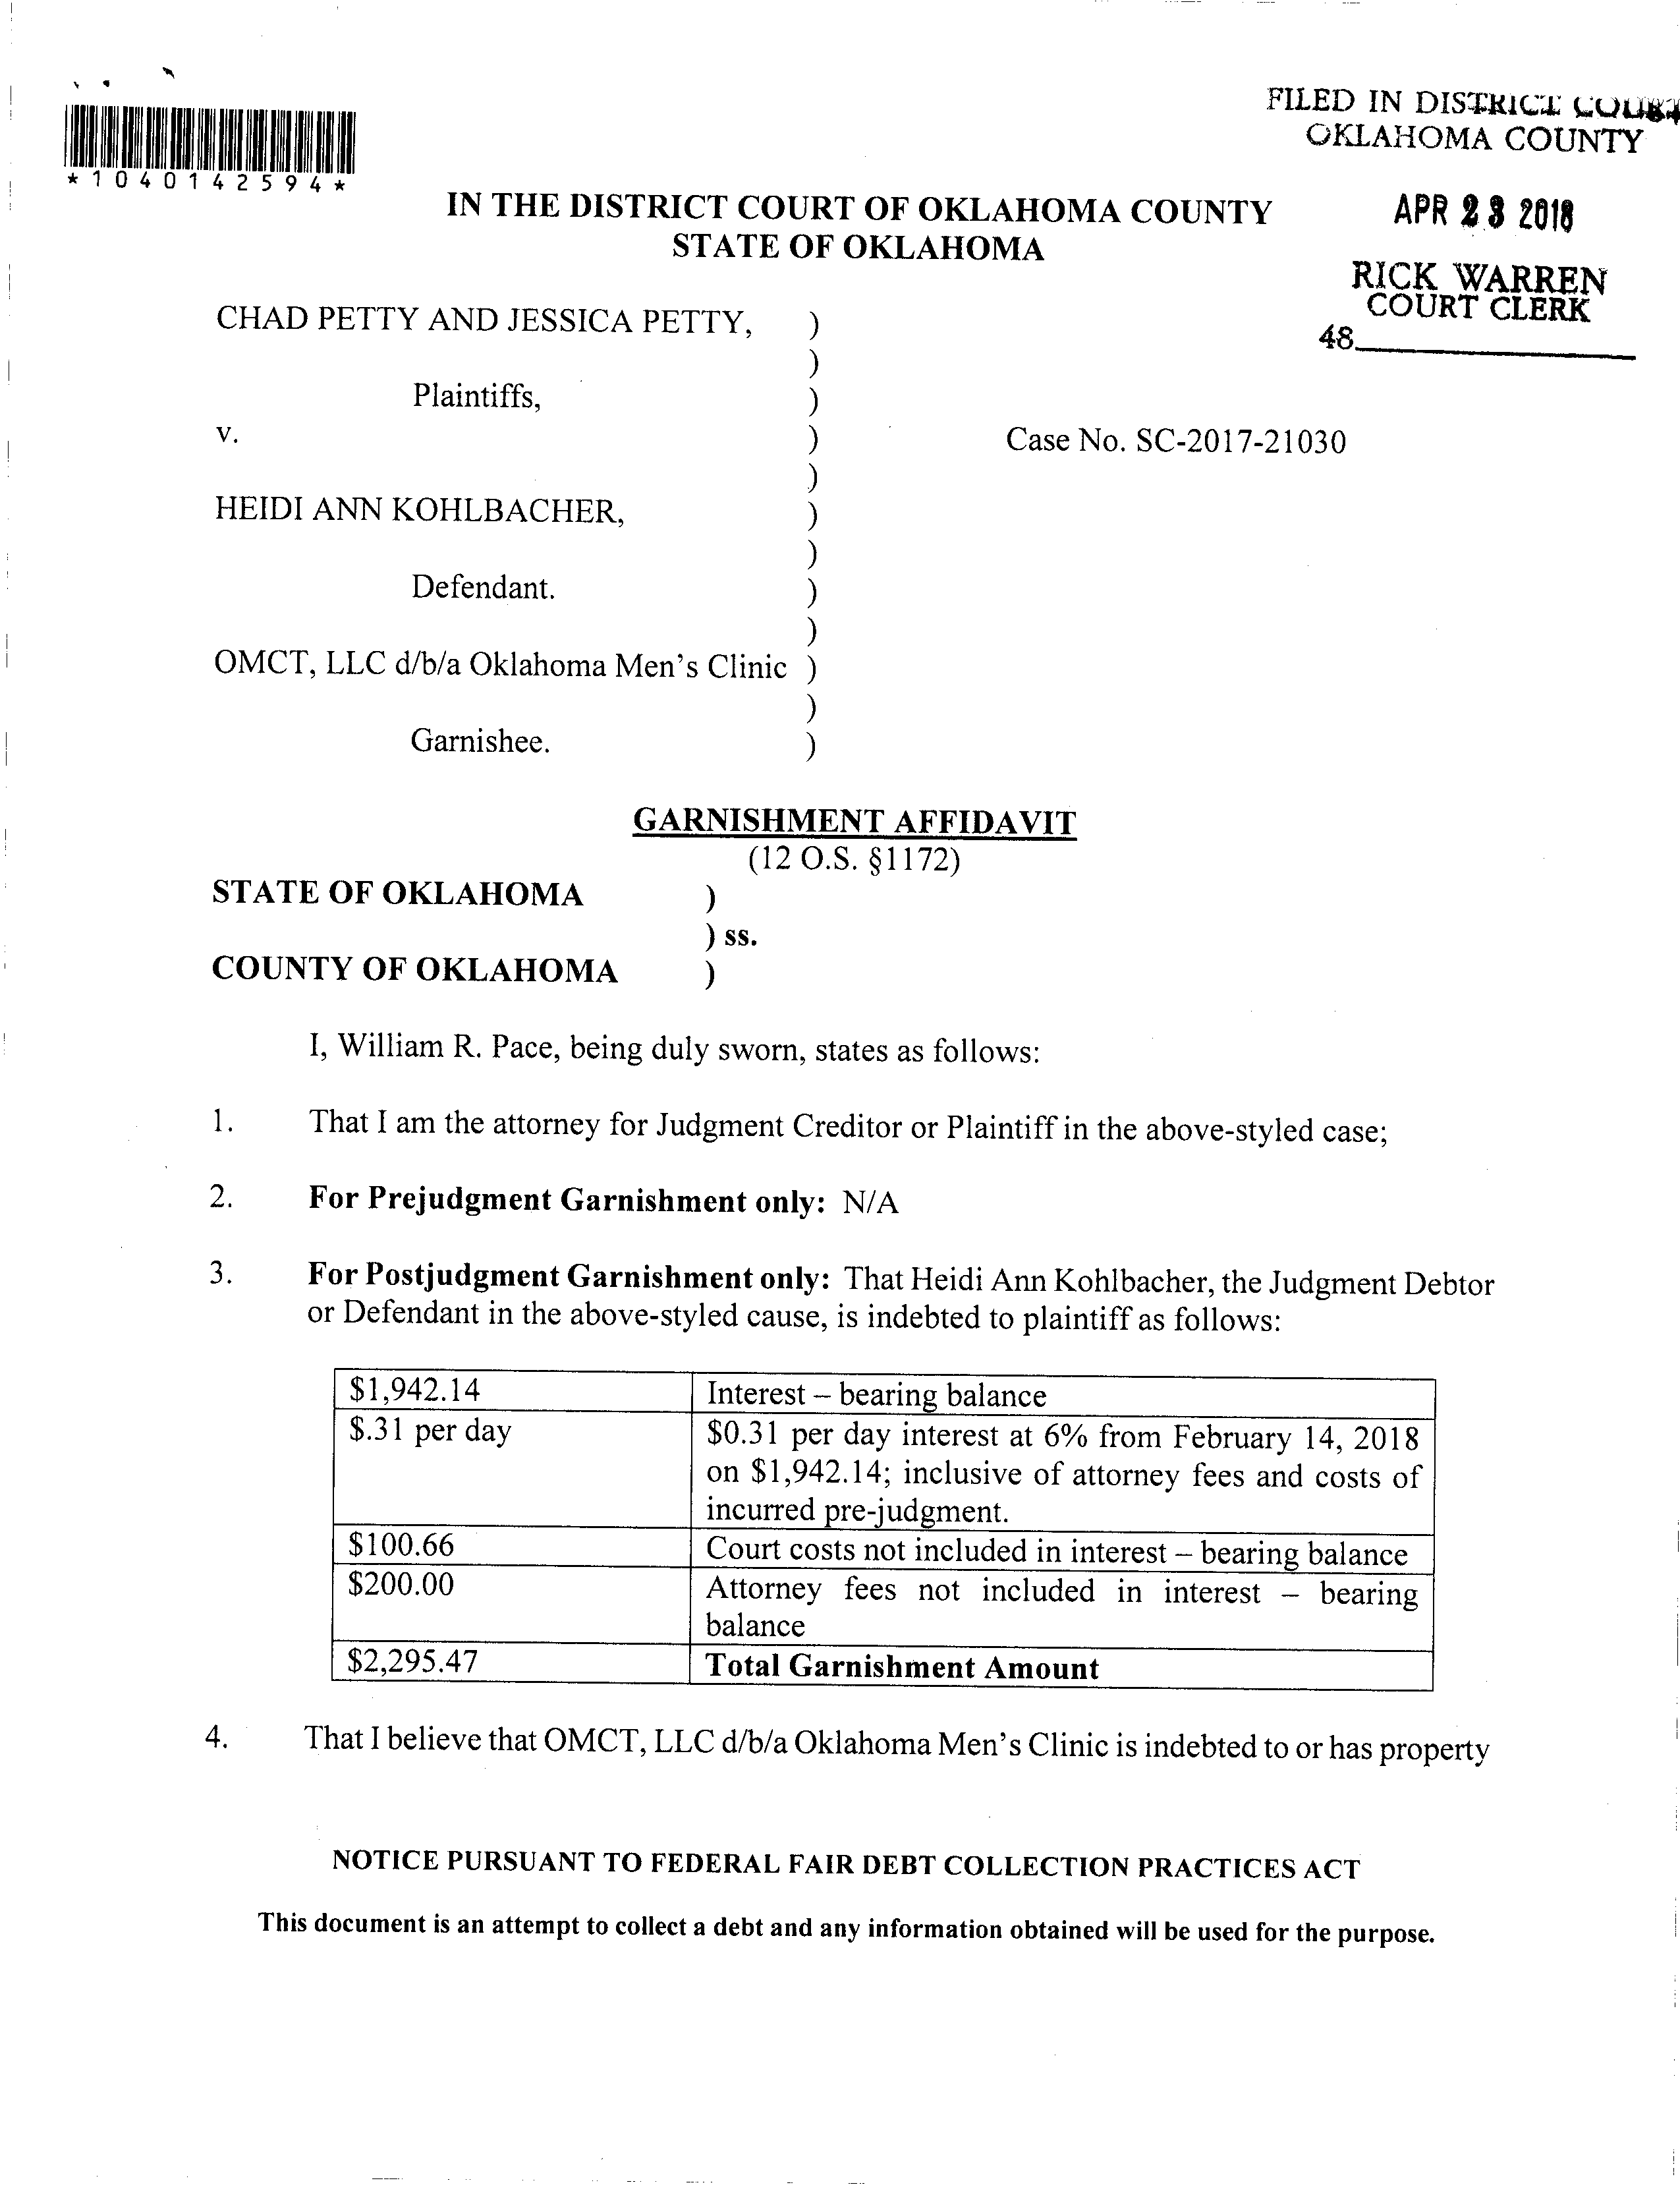 FILED IN DISTRICT COURT
OKLAHOMA COUNTY
*1040142594*
IN THE DISTRICT COURT OF OKLAHOMA COUNTY
STATE OF OKLAHOMA
APR 23 2018
RICK WARREN
COURT CLERK
48
CHAD PETTY AND JESSICA PETTY, )
)
Plaintiffs, )
v. ) Case No. SC-2017-21030
)
HEIDI ANN KOHLBACHER, )
)
Defendant. )
)
OMCT, LLC d/b/a Oklahoma Men's Clinic )
)
Garnishee. )
GARNISHMENT AFFIDAVIT
(12 O.S. §1172)
STATE OF OKLAHOMA )
) ss.
COUNTY OF OKLAHOMA )
I, William R. Pace, being duly sworn, states as follows:
1. That I am the attorney for Judgment Creditor or Plaintiff in the above-styled case;
2. For Prejudgment Garnishment only: N/A
3. For Postjudgment Garnishment only: That Heidi Ann Kohlbacher, the Judgment Debtor
or Defendant in the above-styled cause, is indebted to plaintiff as follows:
$1,942.14 Interest – bearing balance
$.31 per day $0.31 per day interest at 6% from February 14, 2018
on $1,942.14; inclusive of attorney fees and costs of
incurred pre-judgment.
$100.66 Court costs not included in interest – bearing balance
$200.00 Attorney fees not included in interest – bearing
balance
$2,295.47 Total Garnishment Amount
4. That I believe that OMCT, LLC d/b/a Oklahoma Men's Clinic is indebted to or has property
NOTICE PURSUANT TO FEDERAL FAIR DEBT COLLECTION PRACTICES ACT
This document is an attempt to collect a debt and any information obtained will be used for the purpose.